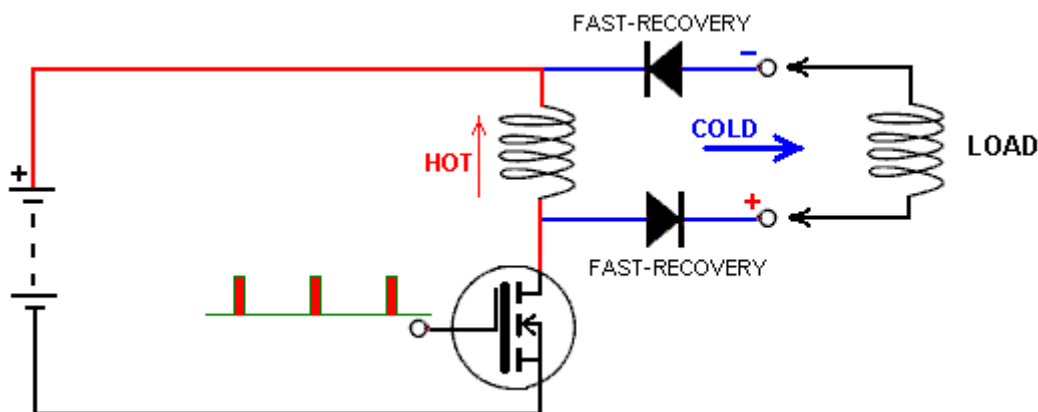 FAST-RECOVERY
−
COLD
HOT
LOAD
+
+
FAST-RECOVERY